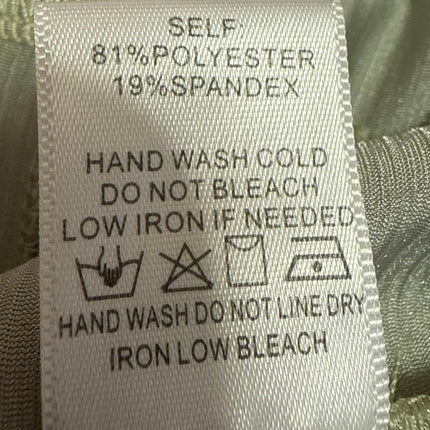 SELF:
81%POLYESTER
19%SPANDEX
HAND WASH COLD
DO NOT BLEACH
LOW IRON IF NEEDED
HAND WASH DO NOT LINE DRY
IRON LOW BLEACH